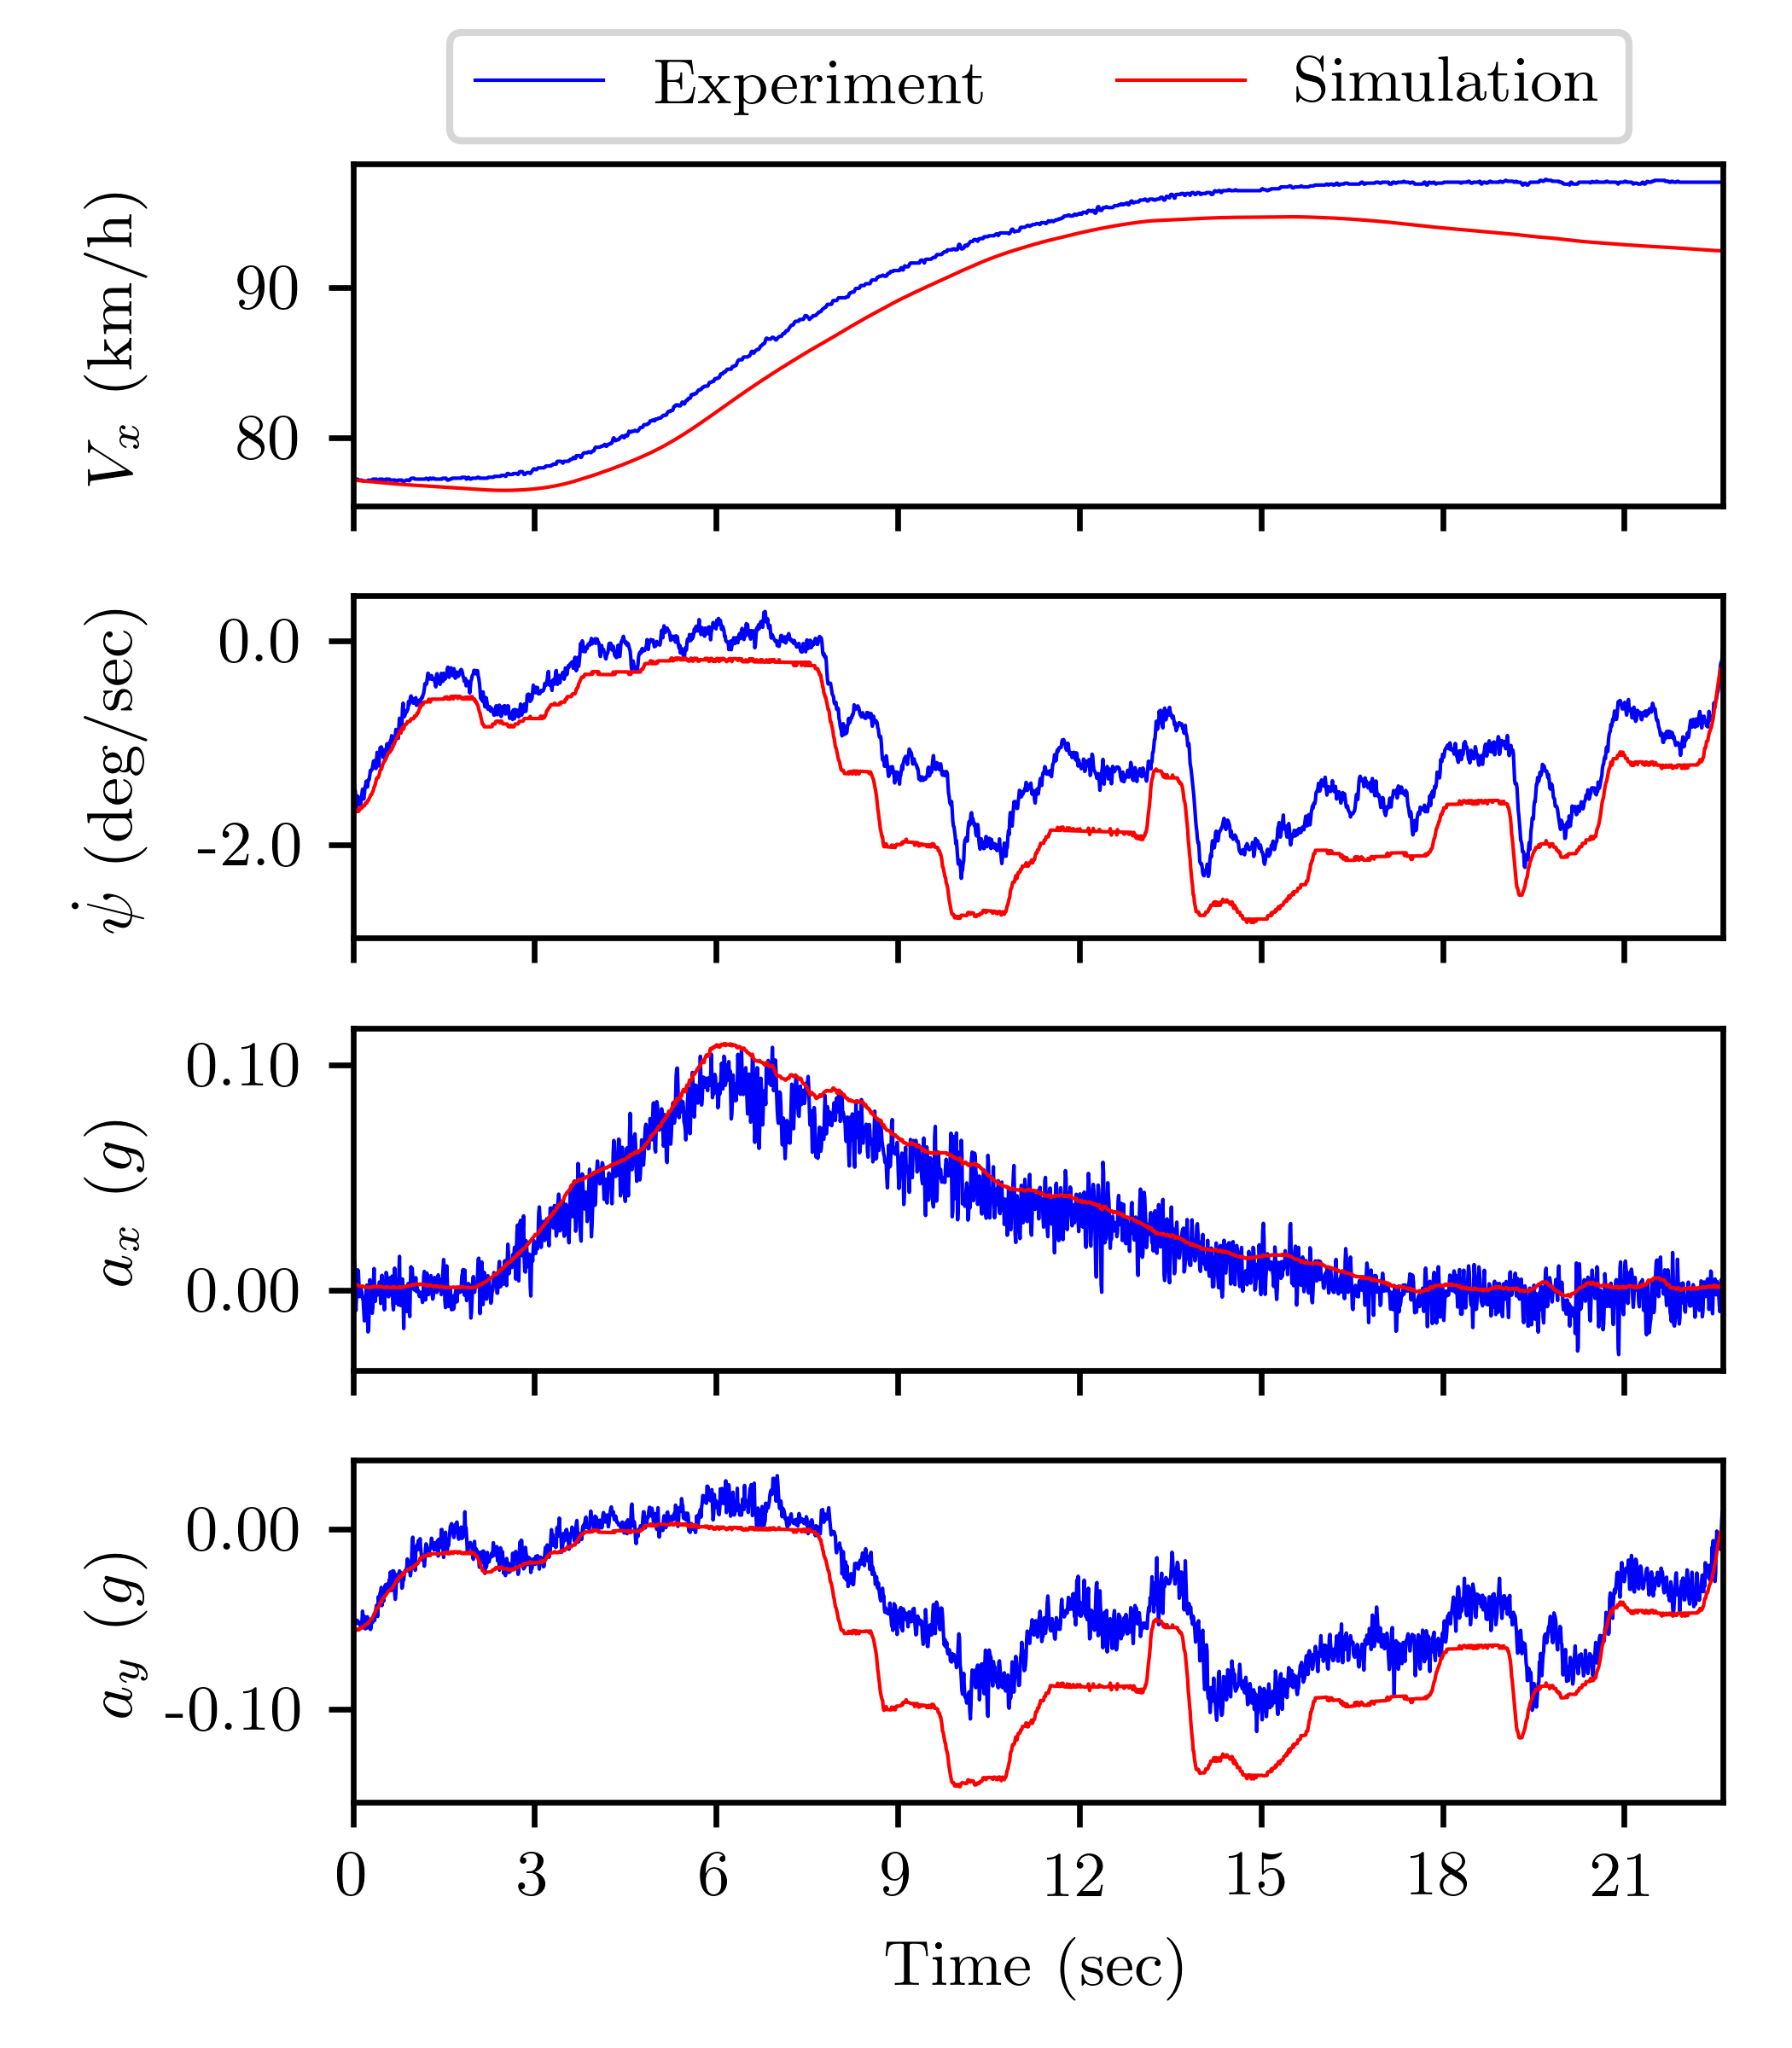 Experiment Simulation
90
80
V_x (km/h)
0.0
-2.0
ψ̇ (deg/sec)
0.10
0.00
a_x (g)
0.00
-0.10
a_y (g)
0 3 6 9 12 15 18 21
Time (sec)